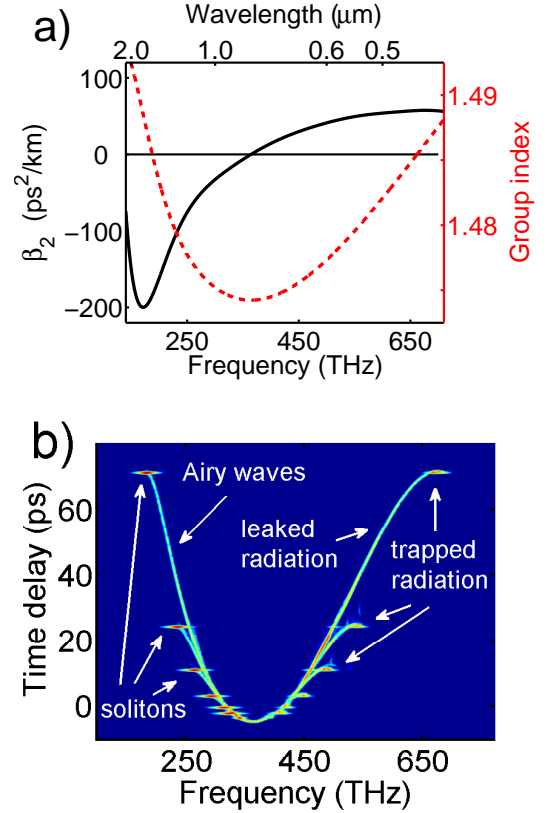 a)
Wavelength (μm)
2.0 1.0 0.6 0.5
100
0
−100
−200
β2 (ps2/km)
1.49
1.48
Group index
250 450 650
Frequency (THz)
b)
Airy waves
leaked
radiation
trapped
radiation
solitons
60
40
20
0
Time delay (ps)
250 450 650
Frequency (THz)